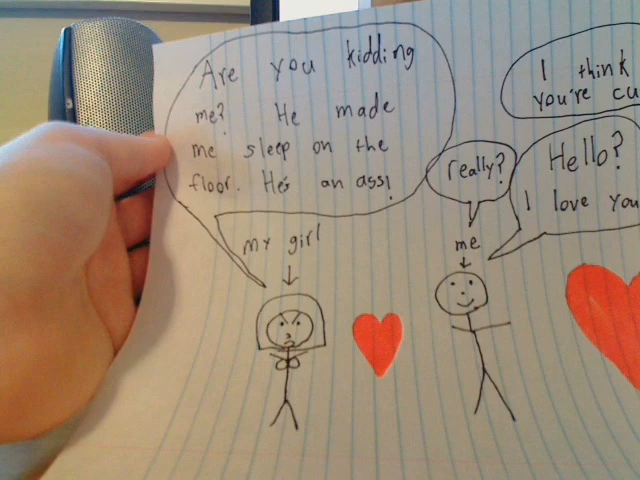 Are you kidding
me? He made
me sleep on the
floor. He's an ass!
my girl
really?
me
I think
you're
Hello?
I love you